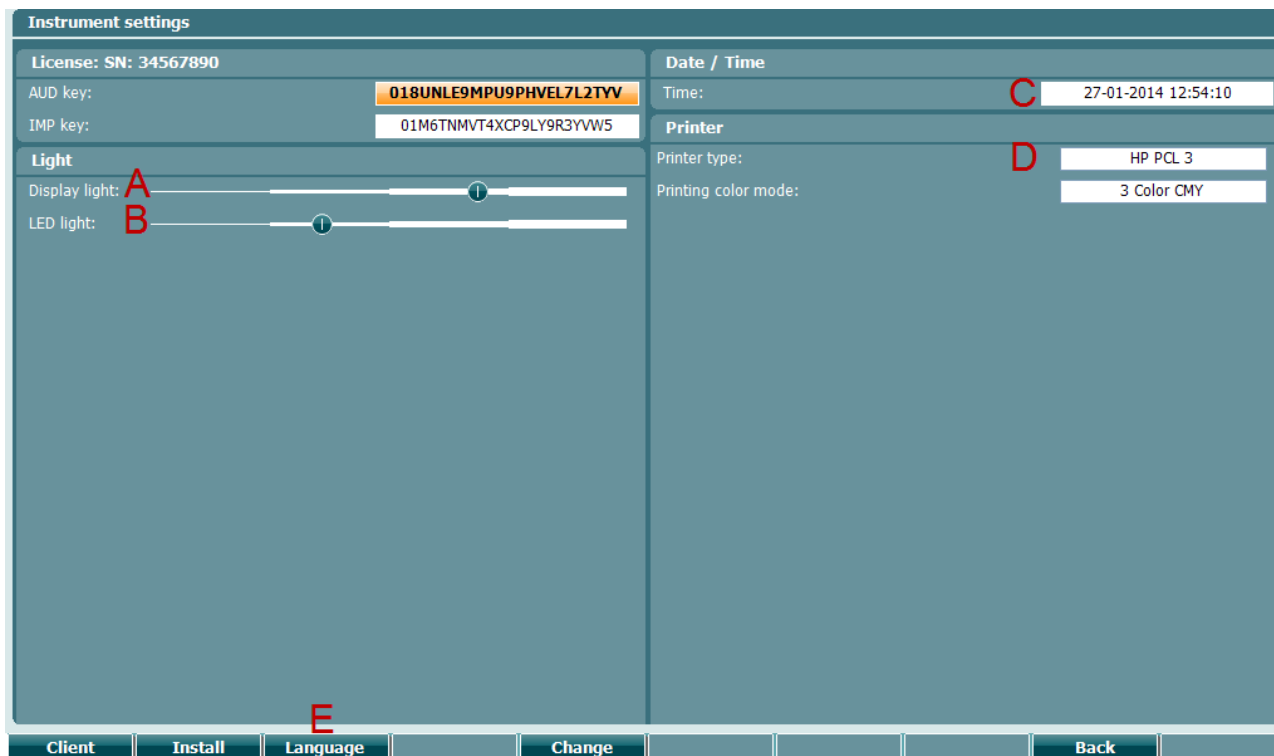 Instrument settings
License: SN: 34567890
AUD key: 018UNLE9MPU9PHVEL7L2TYV
IMP key: 01M6TNMVT4XCP9LY9R3YVW5
Light
Display light: A
LED light: B
Date / Time
Time: C 27-01-2014 12:54:10
Printer
Printer type: D HP PCL 3
Printing color mode: 3 Color CMY
E
Client Install Language Change Back